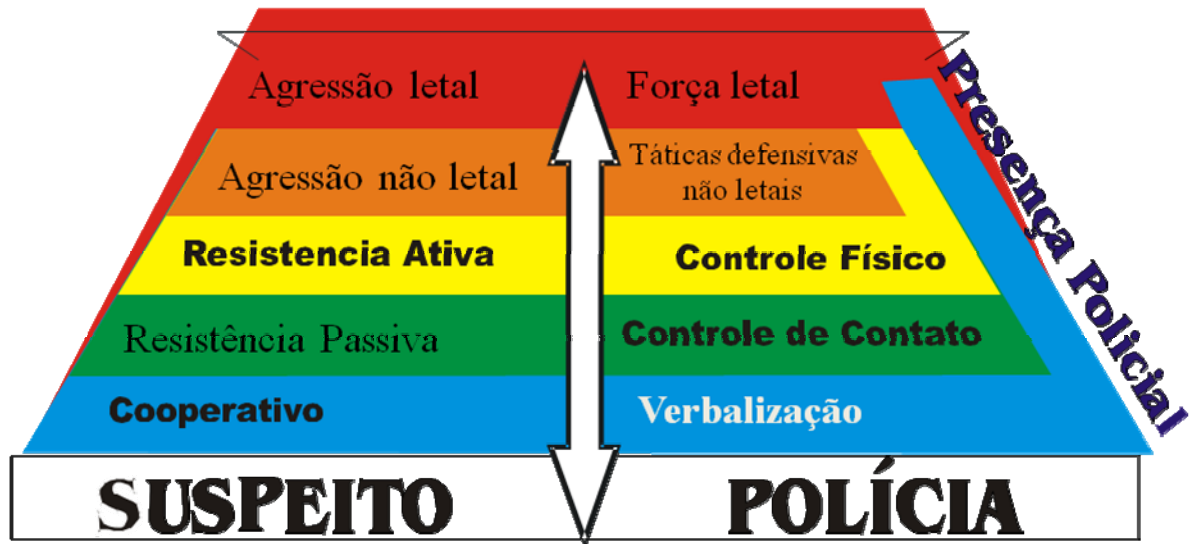 Agressão letal
Força letal
Agressão não letal
Táticas defensivas
não letais
Resistencia Ativa
Controle Físico
Resistência Passiva
Controle de Contato
Cooperativo
Verbalização
Presença Policial
SUSPEITO
POLÍCIA